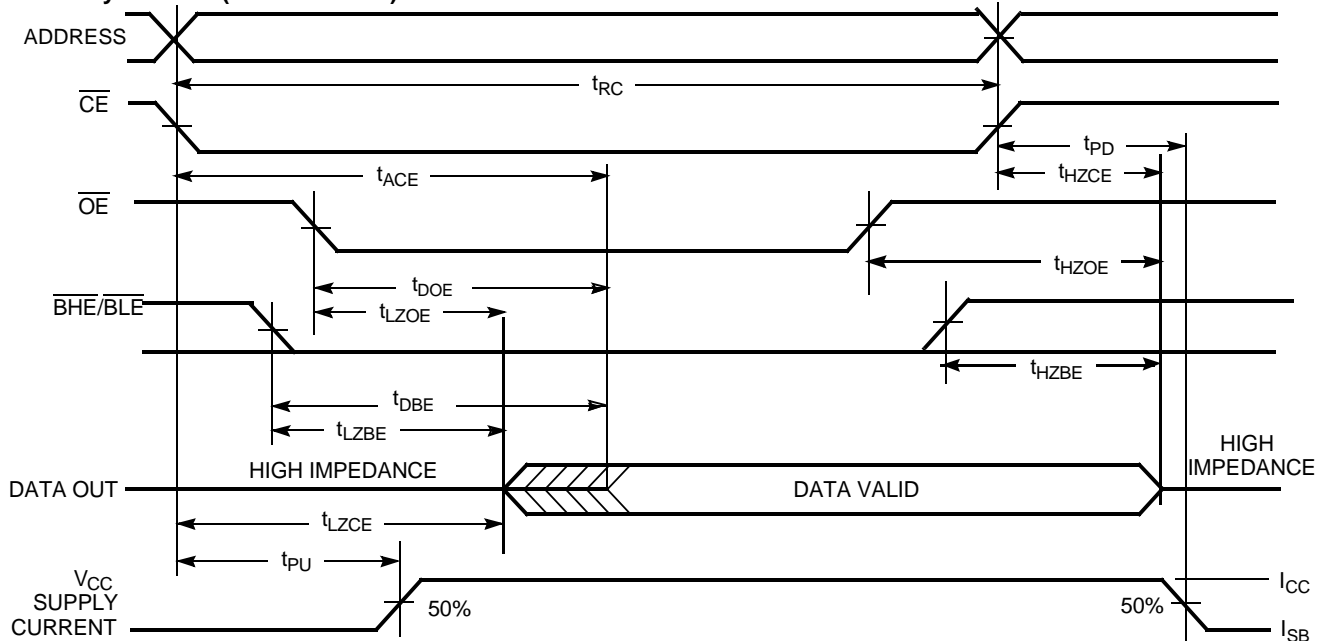 ADDRESS
tRC
CE
tPD
tACE
tHZCE
OE
tHZOE
tDOE
BHE/BLE
tLZOE
tHZBE
tDBE
tLZBE
HIGH IMPEDANCE
HIGH
IMPEDANCE
DATA OUT
DATA VALID
tLZCE
tPU
VCC
SUPPLY
CURRENT
50%
50%
ICC
ISB